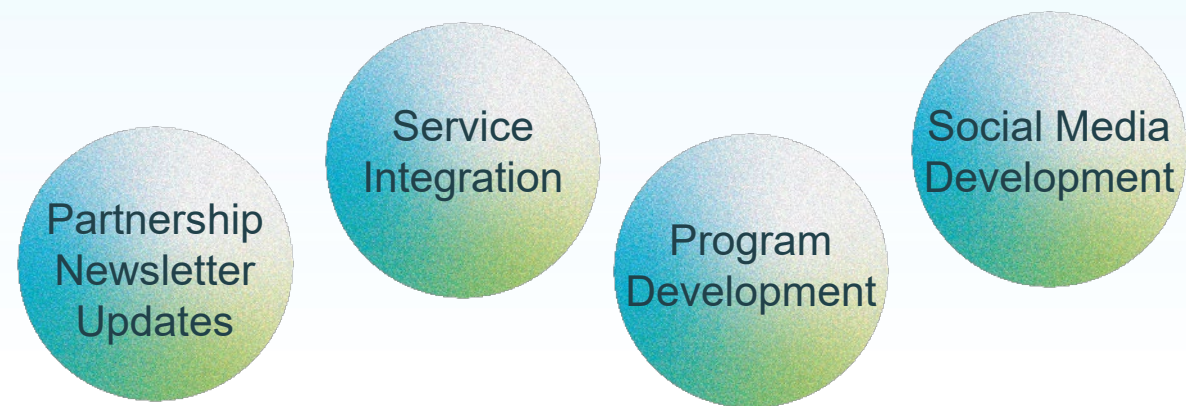 Partnership
Newsletter
Updates
Service
Integration
Program
Development
Social Media
Development